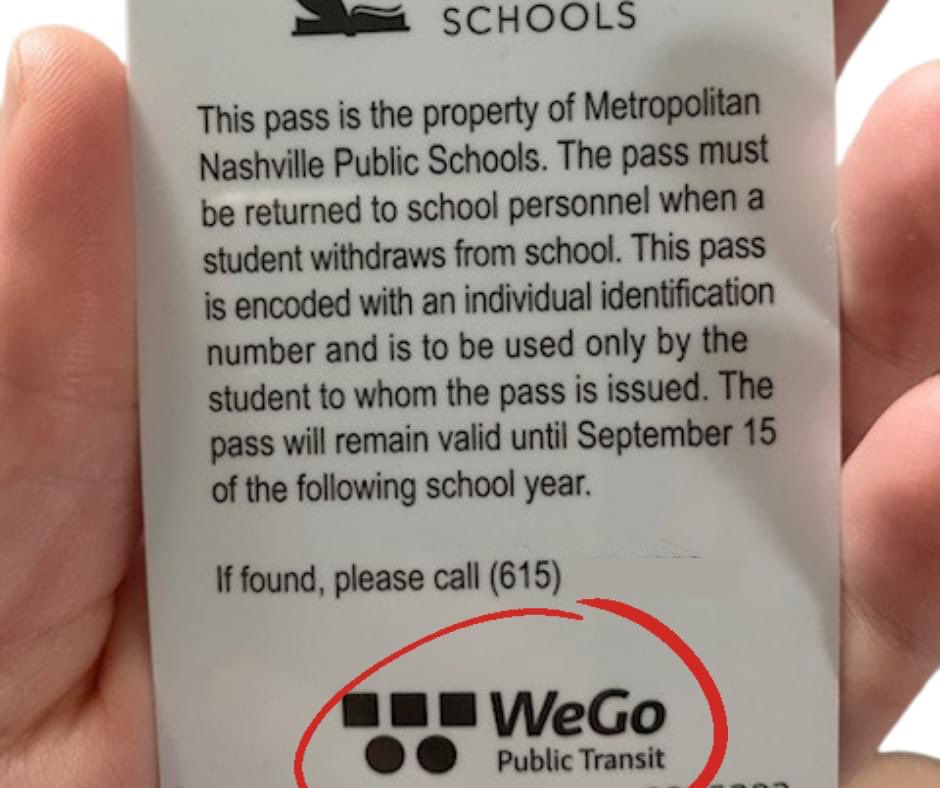 SCHOOLS
This pass is the property of Metropolitan
Nashville Public Schools. The pass must
be returned to school personnel when a
student withdraws from school. This pass
is encoded with an individual identification
number and is to be used only by the
student to whom the pass is issued. The
pass will remain valid until September 15
of the following school year.
If found, please call (615)
WeGo
Public Transit